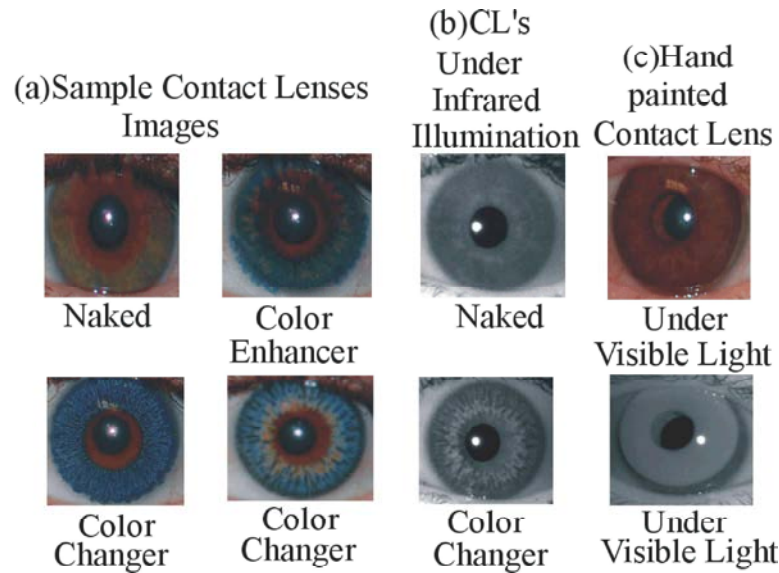 (a)Sample Contact Lenses
Images
Naked
Color
Enhancer
Color
Changer
Color
Changer
(b)CL's
Under
Infrared
Illumination
Naked
Color
Changer
(c)Hand
painted
Contact Lens
Under
Visible Light
Under
Visible Light